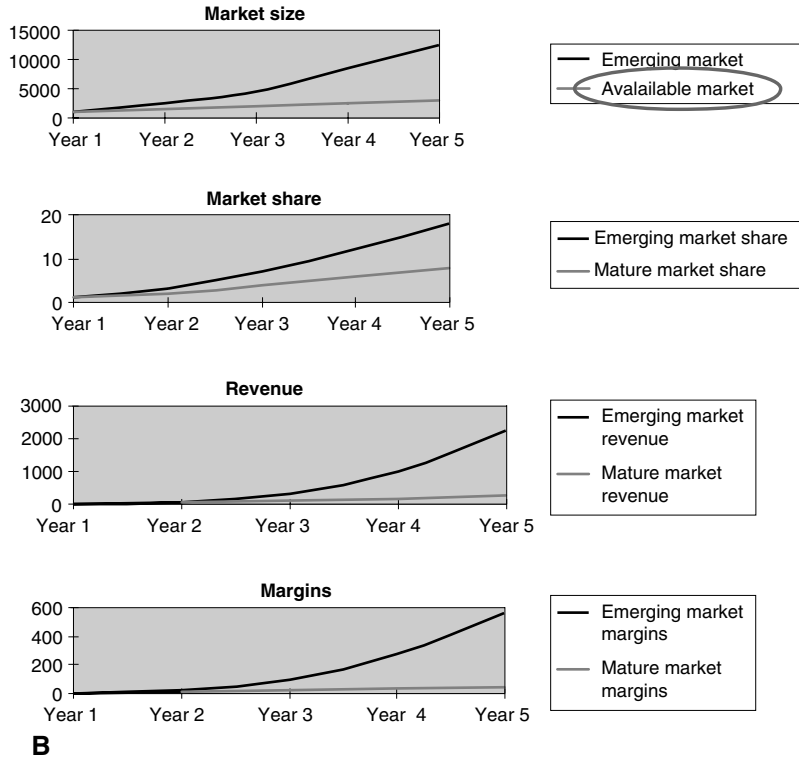 Market size
15000
10000
5000
0
Year 1 Year 2 Year 3 Year 4 Year 5
Emerging market
Avalailable market
Market share
20
10
0
Year 1 Year 2 Year 3 Year 4 Year 5
Emerging market share
Mature market share
Revenue
3000
2000
1000
0
Year 1 Year 2 Year 3 Year 4 Year 5
Emerging market
revenue
Mature market
revenue
Margins
600
400
200
0
Year 1 Year 2 Year 3 Year 4 Year 5
Emerging market
margins
Mature market
margins
B